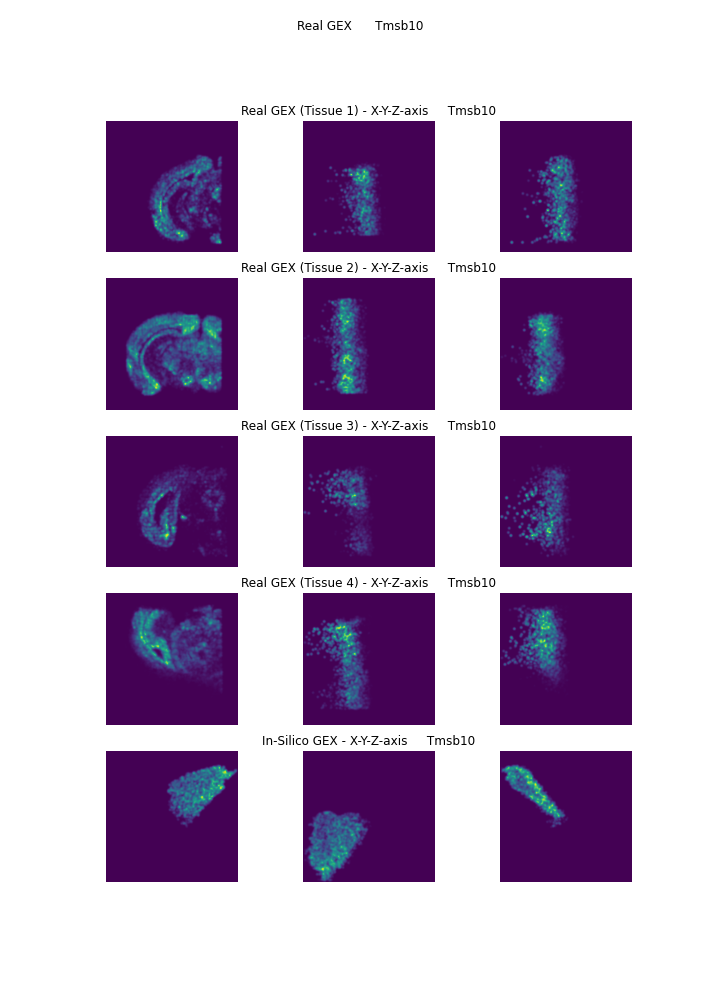 Real GEX Tmsb10
Real GEX (Tissue 1) - X-Y-Z-axis Tmsb10
Real GEX (Tissue 2) - X-Y-Z-axis Tmsb10
Real GEX (Tissue 3) - X-Y-Z-axis Tmsb10
Real GEX (Tissue 4) - X-Y-Z-axis Tmsb10
In-Silico GEX - X-Y-Z-axis Tmsb10